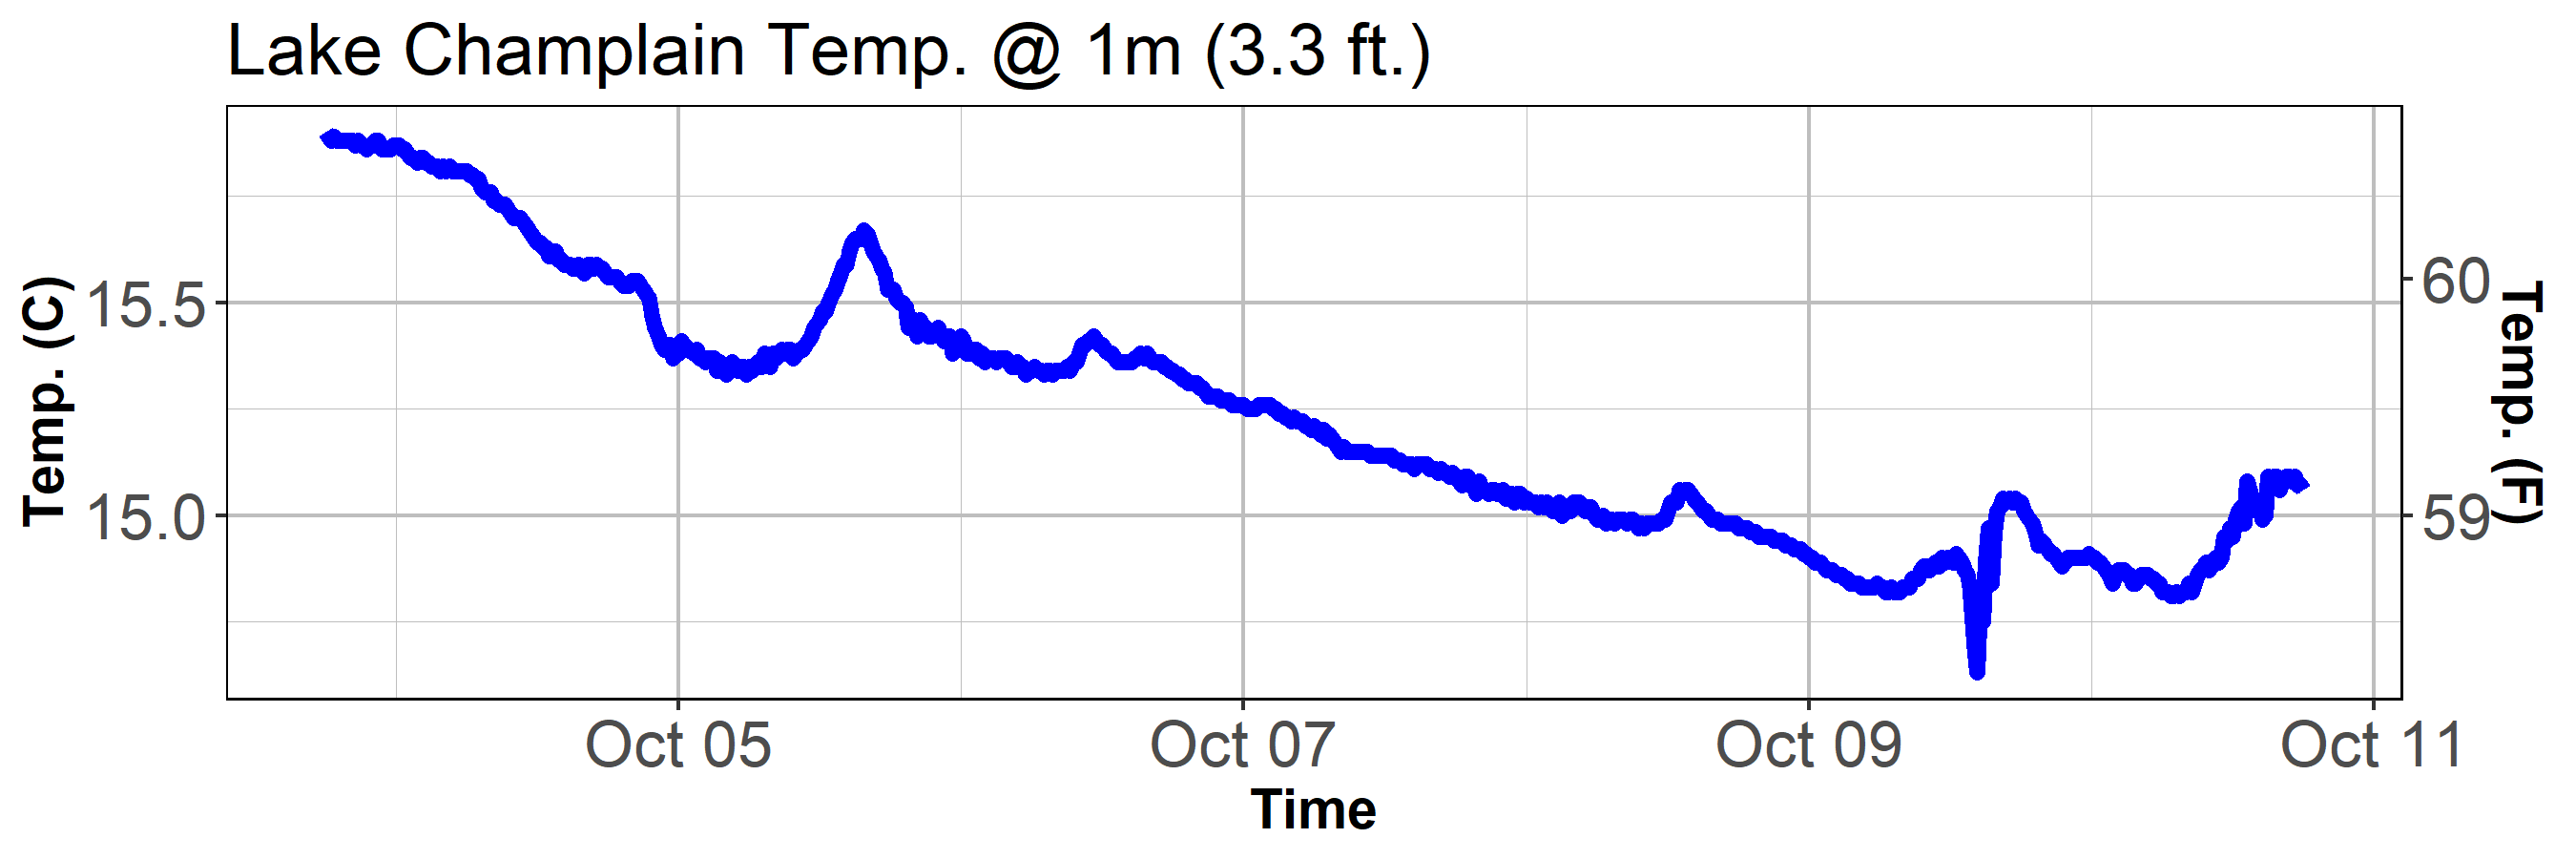 Lake Champlain Temp. @ 1m (3.3 ft.)
Temp. (C)
15.5
15.0
60
59
Temp. (F)
Oct 05 Oct 07 Oct 09 Oct 11
Time